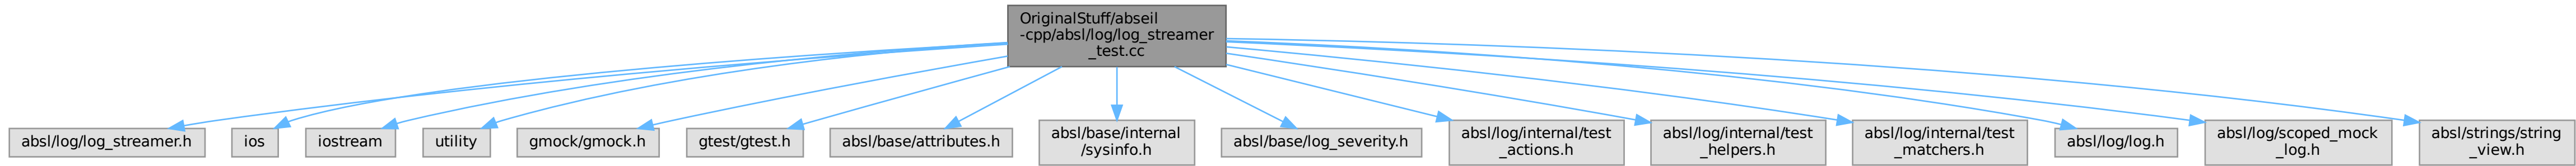 OriginalStuff/abseil
-cpp/absl/log/log_streamer
_test.cc
absl/log/log_streamer.h
ios
iostream
utility
gmock/gmock.h
gtest/gtest.h
absl/base/attributes.h
absl/base/internal
/sysinfo.h
absl/base/log_severity.h
absl/log/internal/test
_actions.h
absl/log/internal/test
_helpers.h
absl/log/internal/test
_matchers.h
absl/log/log.h
absl/log/scoped_mock
_log.h
absl/strings/string
_view.h